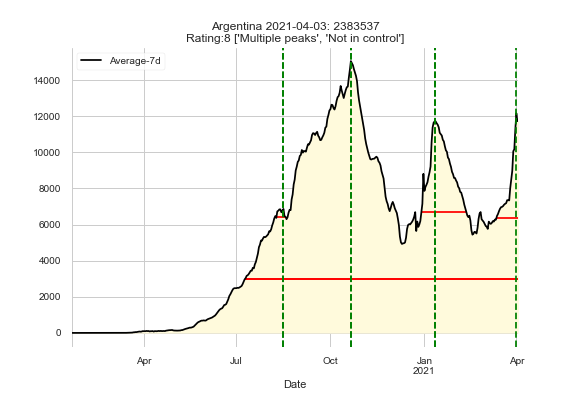 Argentina 2021-04-03: 2383537
Rating:8 ['Multiple peaks', 'Not in control']
Average-7d
14000
12000
10000
8000
6000
4000
2000
0
Apr
Jul
Oct
Jan
2021
Apr
Date